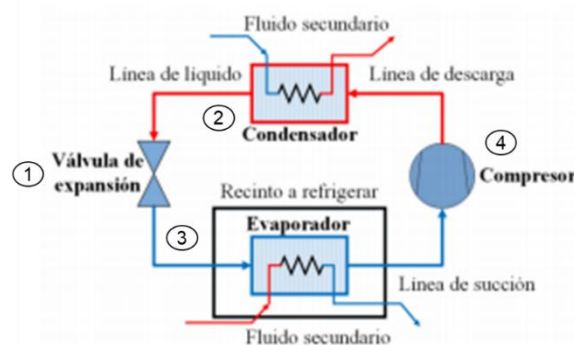 Fluido secundario
Línea de líquido
Línea de descarga
2
Condensador
4
1
Válvula de
expansión
Compresor
Recinto a refrigerar
3
Evaporador
Línea de succión
Fluido secundario